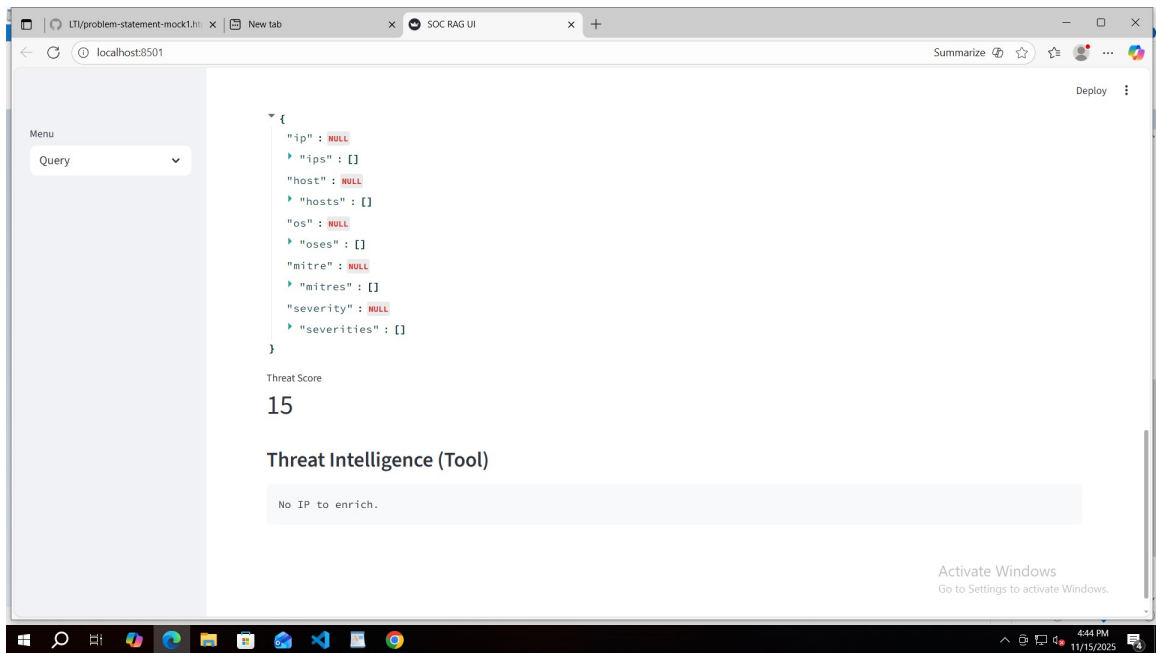 LTI/problem-statement-mock1.ht
New tab
SOC RAG UI
localhost:8501
Summarize
Deploy
Menu
Query
{
"ip" : NULL
"ips" : []
"host" : NULL
"hosts" : []
"os" : NULL
"oses" : []
"mitre" : NULL
"mitres" : []
"severity" : NULL
"severities" : []
}
Threat Score
15
Threat Intelligence (Tool)
No IP to enrich.
Activate Windows
Go to Settings to activate Windows.
4:44 PM
11/15/2025
4